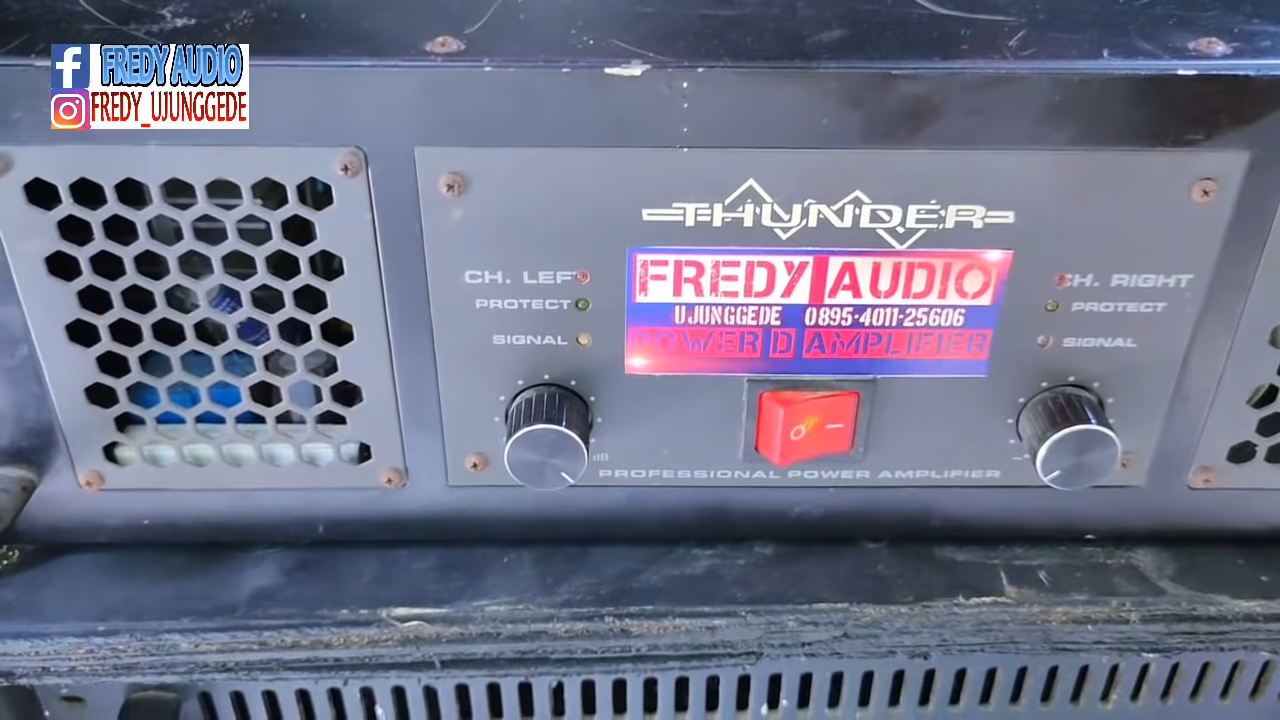 FREDY AUDIO
FREDY_UJUNGGEDE
THUNDER
FREDY AUDIO
UJUNGGEDE 0895-4011-25606
POWER D AMPLIFIER
CH. LEFT
PROTECT
SIGNAL
CH. RIGHT
PROTECT
SIGNAL
dB
PROFESSIONAL POWER AMPLIFIER